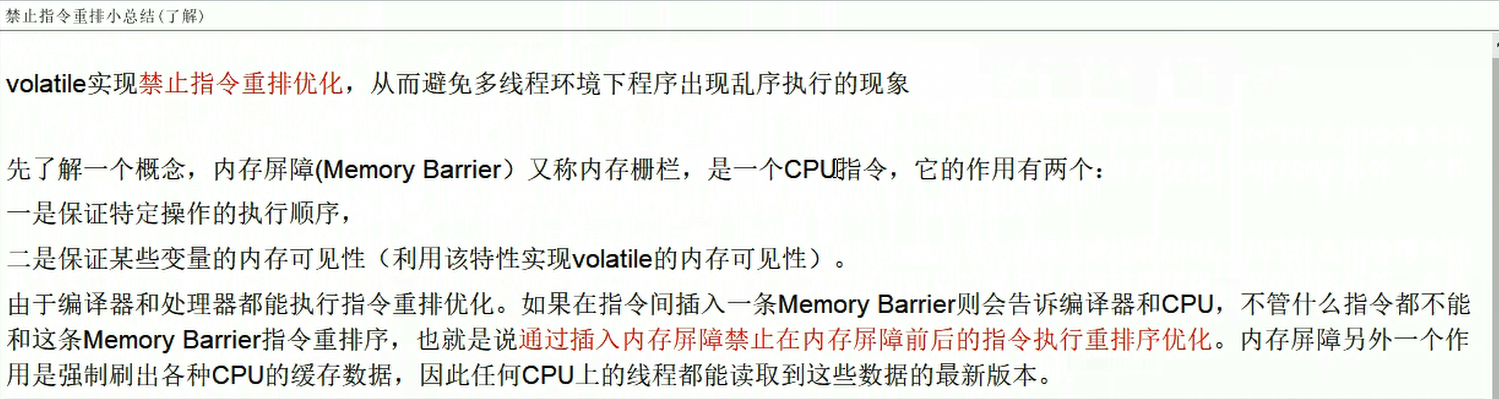 禁止指令重排小总结(了解)
volatile实现禁止指令重排优化，从而避免多线程环境下程序出现乱序执行的现象
先了解一个概念，内存屏障(Memory Barrier）又称内存栅栏，是一个CPU指令，它的作用有两个：
一是保证特定操作的执行顺序，
二是保证某些变量的内存可见性（利用该特性实现volatile的内存可见性）。
由于编译器和处理器都能执行指令重排优化。如果在指令间插入一条Memory Barrier则会告诉编译器和CPU，不管什么指令都不能
和这条Memory Barrier指令重排序，也就是说通过插入内存屏障禁止在内存屏障前后的指令执行重排序优化。内存屏障另外一个作
用是强制刷出各种CPU的缓存数据，因此任何CPU上的线程都能读取到这些数据的最新版本。